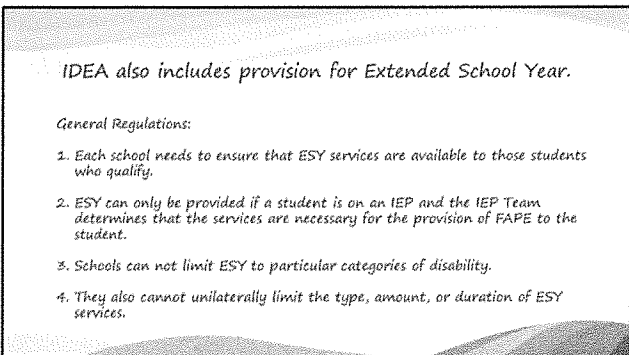 IDEA also includes provision for Extended School Year.
General Regulations:
1. Each school needs to ensure that ESY services are available to those students
who qualify.
2. ESY can only be provided if a student is on an IEP and the IEP Team
determines that the services are necessary for the provision of FAPE to the
student.
3. Schools can not limit ESY to particular categories of disability.
4. They also cannot unilaterally limit the type, amount, or duration of ESY
services.